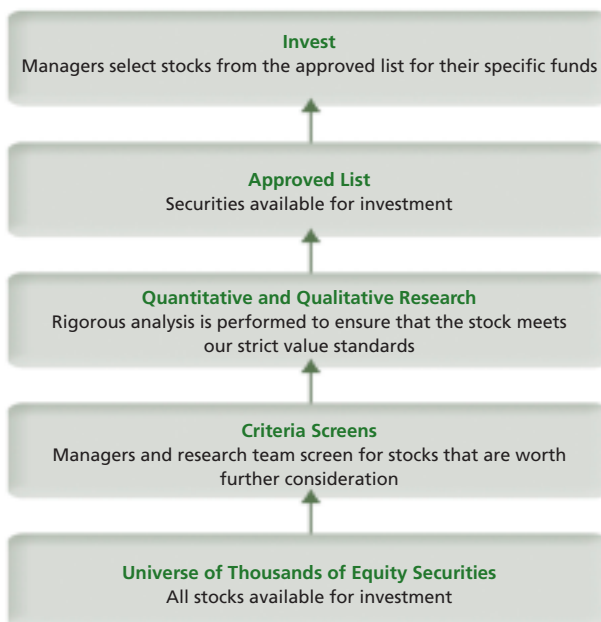 Invest
Managers select stocks from the approved list for their specific funds
Approved List
Securities available for investment
Quantitative and Qualitative Research
Rigorous analysis is performed to ensure that the stock meets
our strict value standards
Criteria Screens
Managers and research team screen for stocks that are worth
further consideration
Universe of Thousands of Equity Securities
All stocks available for investment